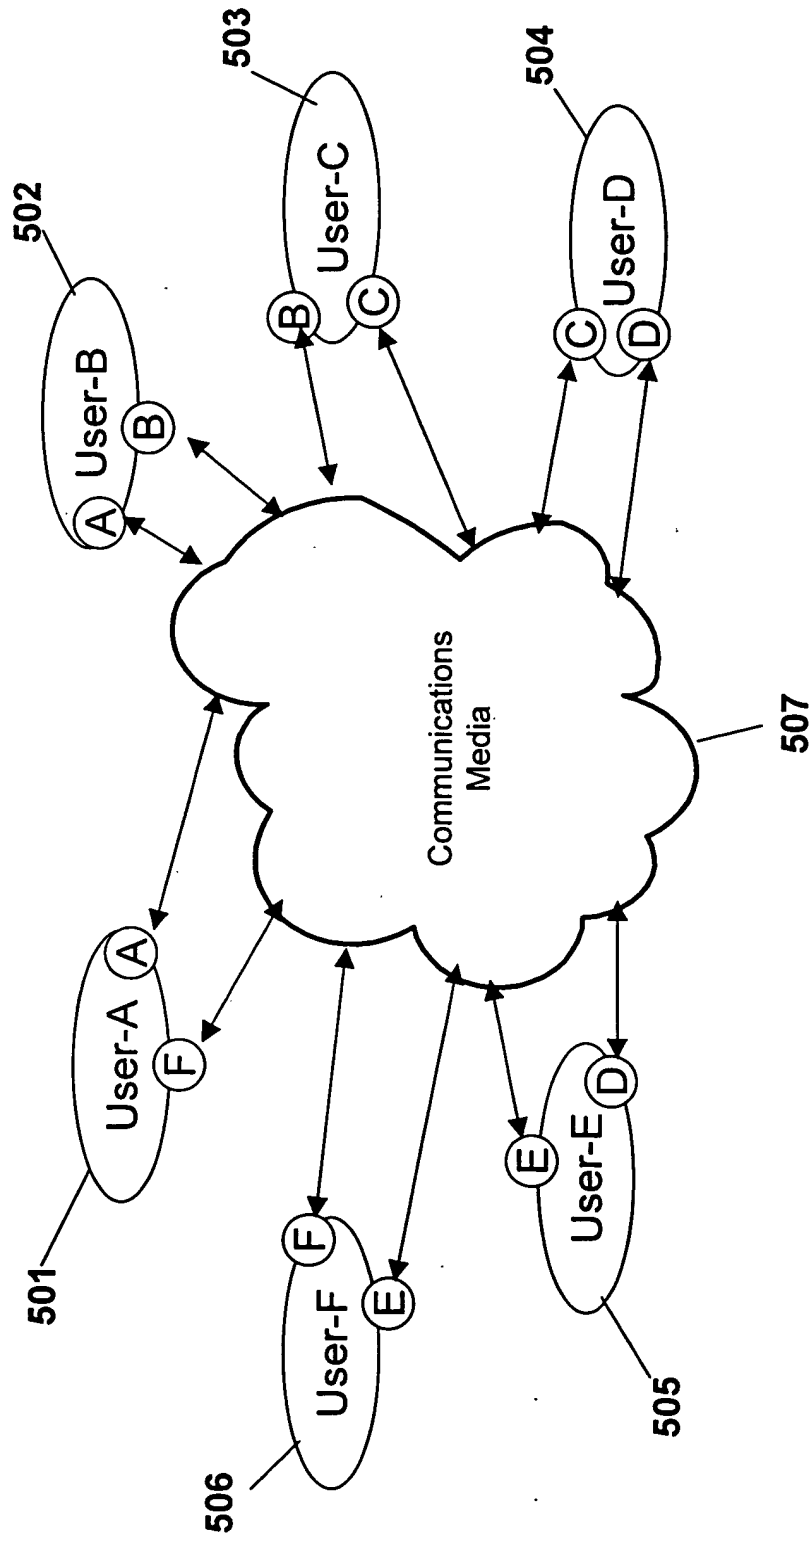 501
User-A
A
F
502
User-B
A
B
503
User-C
B
C
506
User-F
F
E
Communications
Media
504
User-D
C
D
505
User-E
E
D
507